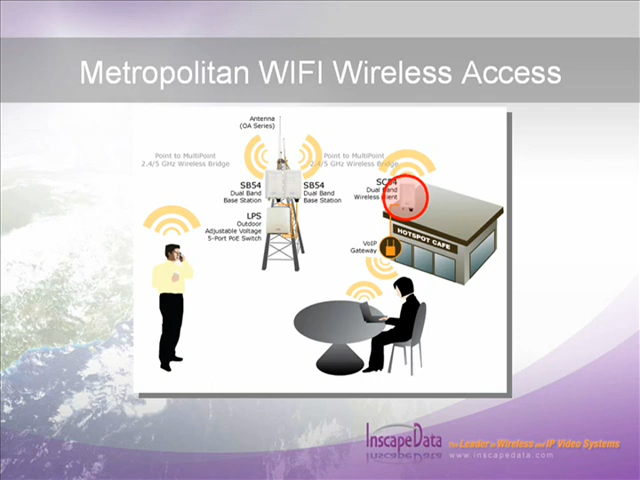 Metropolitan WIFI Wireless Access
Antenna
(OA Series)
Point to MultiPoint
2.4/5 GHz Wireless Bridge
Point to MultiPoint
2.4/5 GHz Wireless Bridge
SB54
Dual Band
Base Station
SB54
Dual Band
Base Station
LPS
Outdoor
Adjustable Voltage
5-Port PoE Switch
Dual Band
Wireless
HOTSPOT CAFE
VoIP
Gateway
InscapeData
The Leader in Wireless and IP Video Systems
www.inscapedata.com